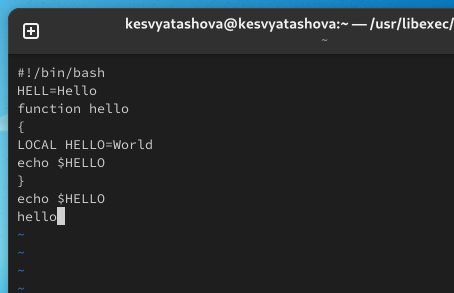 kesvyatashova@kesvyatashova:~ — /usr/libexec/
~
#!/bin/bash
HELL=Hello
function hello
{
LOCAL HELLO=World
echo $HELLO
}
echo $HELLO
hello
~
~
~
~